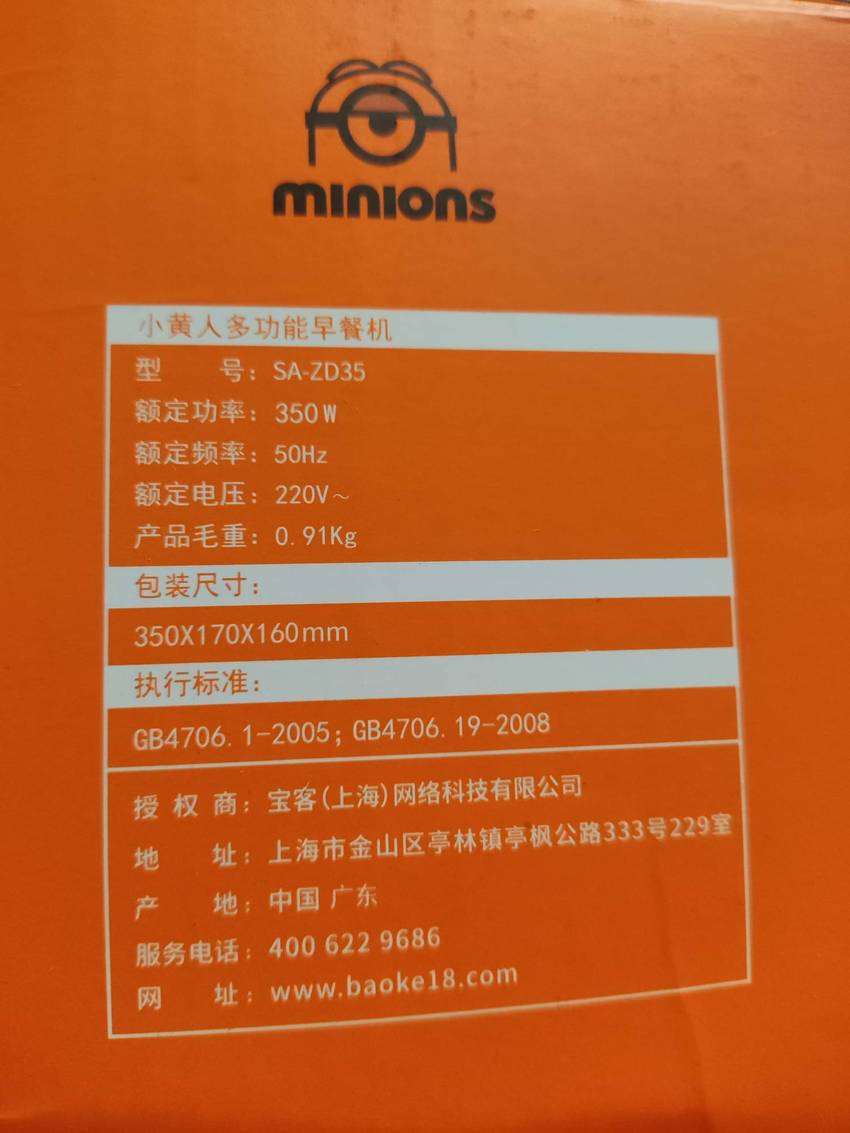 minions
小黄人多功能早餐机
型 号：SA-ZD35
额定功率：350W
额定频率：50Hz
额定电压：220V～
产品毛重：0.91Kg
包装尺寸：
350X170X160mm
执行标准：
GB4706.1-2005；GB4706.19-2008
授 权 商：宝客(上海)网络科技有限公司
地 址：上海市金山区亭林镇亭枫公路333号229室
产 地：中国 广东
服务电话：400 622 9686
网 址：www.baoke18.com